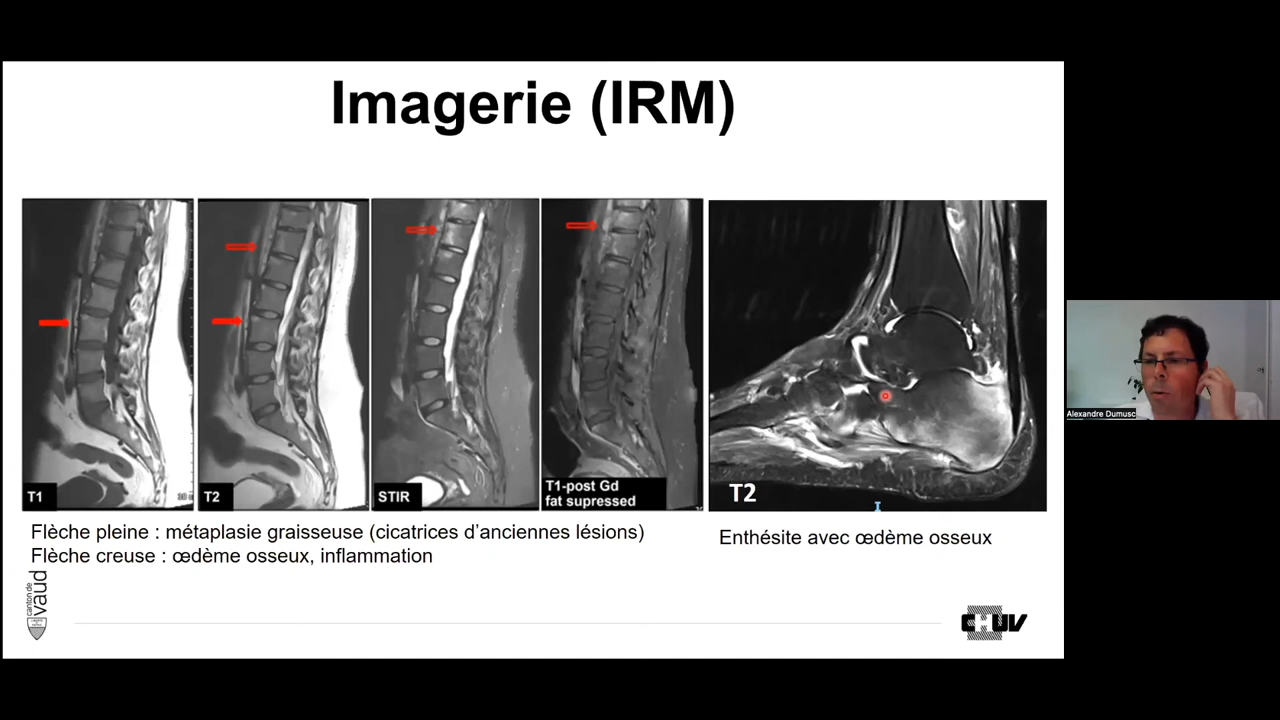 Imagerie (IRM)
T1
T2
STIR
T1-post Gd
fat supressed
T2
Flèche pleine : métaplasie graisseuse (cicatrices d'anciennes lésions)
Flèche creuse : œdème osseux, inflammation
Enthésite avec œdème osseux
canton de
vaud
CHUV
Alexandre Dumusc